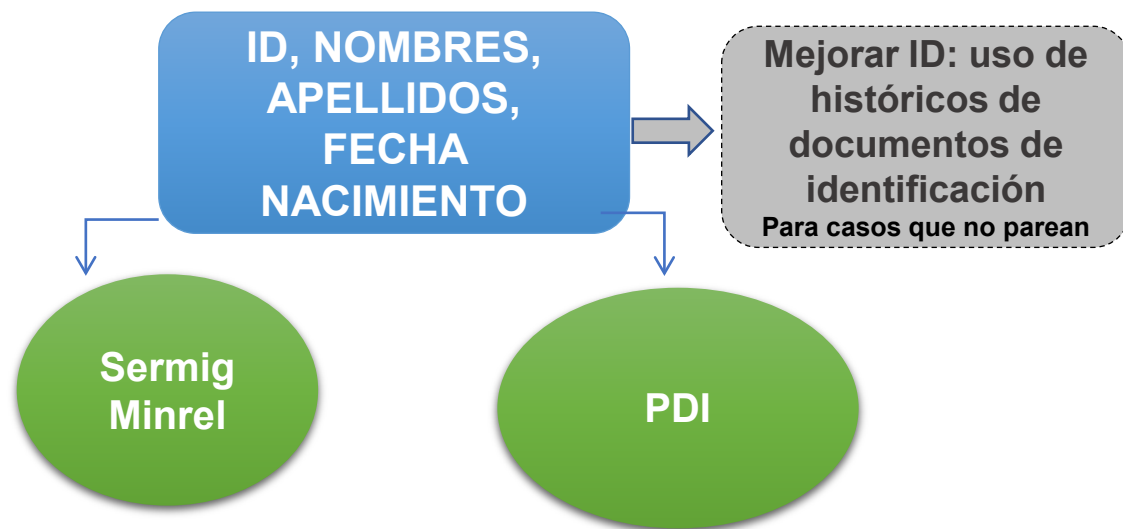 ID, NOMBRES,
APELLIDOS,
FECHA
NACIMIENTO
Mejorar ID: uso de
históricos de
documentos de
identificación
Para casos que no parean
Sermig
Minrel
PDI